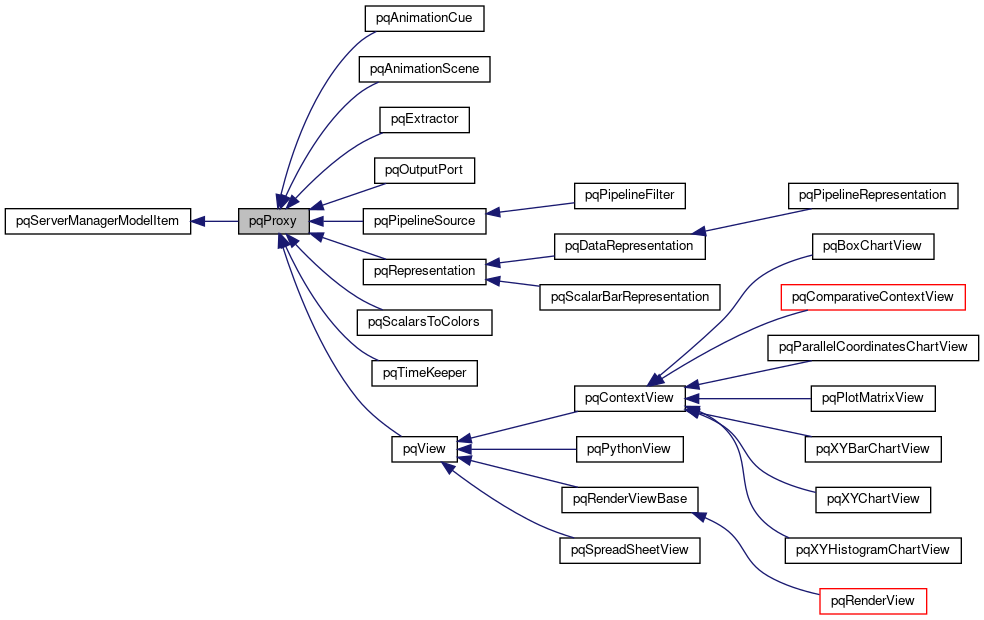 pqAnimationCue
pqAnimationScene
pqExtractor
pqOutputPort
pqPipelineFilter
pqPipelineRepresentation
pqServerManagerModelItem
pqProxy
pqPipelineSource
pqDataRepresentation
pqBoxChartView
pqRepresentation
pqScalarBarRepresentation
pqComparativeContextView
pqScalarsToColors
pqParallelCoordinatesChartView
pqTimeKeeper
pqContextView
pqPlotMatrixView
pqView
pqPythonView
pqXYBarChartView
pqRenderViewBase
pqXYChartView
pqSpreadSheetView
pqXYHistogramChartView
pqRenderView